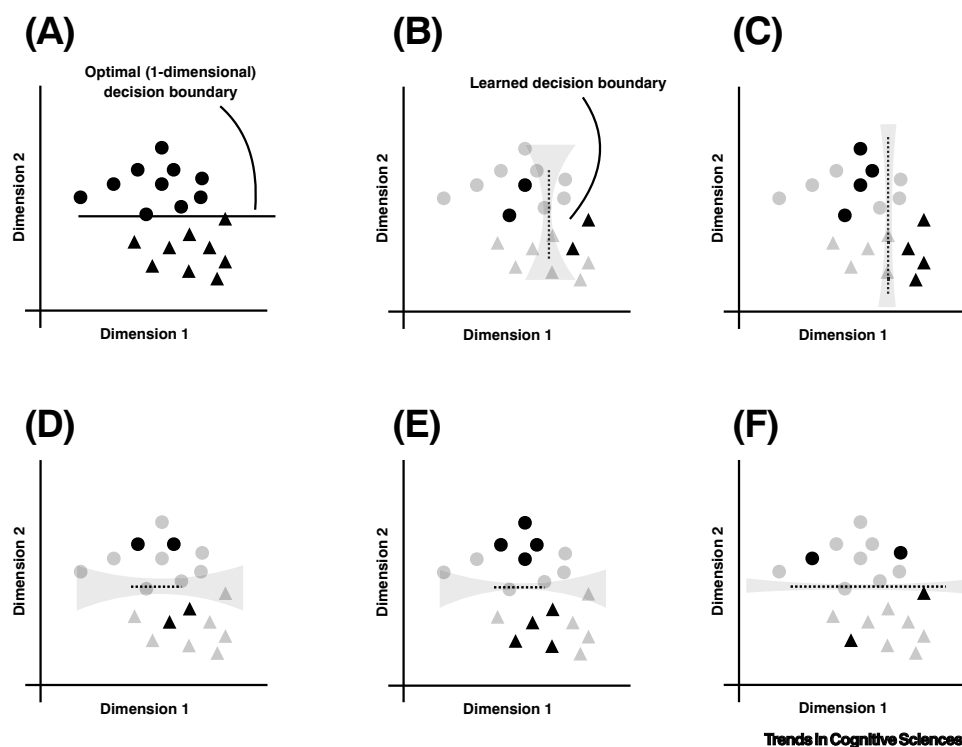 (A)
(B)
(C)
Optimal (1-dimensional)
decision boundary
Learned decision boundary
Dimension 2
Dimension 2
Dimension 2
Dimension 1
Dimension 1
Dimension 1
(D)
(E)
(F)
Dimension 2
Dimension 2
Dimension 2
Dimension 1
Dimension 1
Dimension 1
Trends in Cognitive Sciences